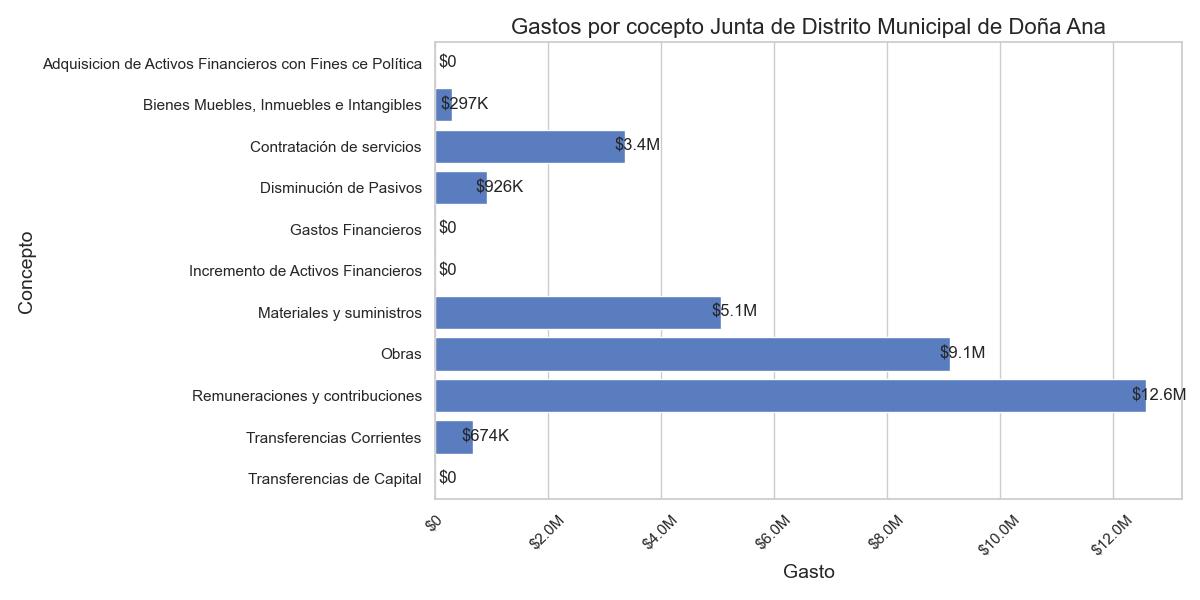 Gastos por cocepto Junta de Distrito Municipal de Doña Ana
Concepto
Adquisicion de Activos Financieros con Fines ce Política $0
Bienes Muebles, Inmuebles e Intangibles $297K
Contratación de servicios $3.4M
Disminución de Pasivos $926K
Gastos Financieros $0
Incremento de Activos Financieros $0
Materiales y suministros $5.1M
Obras $9.1M
Remuneraciones y contribuciones $12.6M
Transferencias Corrientes $674K
Transferencias de Capital $0
$0 $2.0M $4.0M $6.0M $8.0M $10.0M $12.0M
Gasto